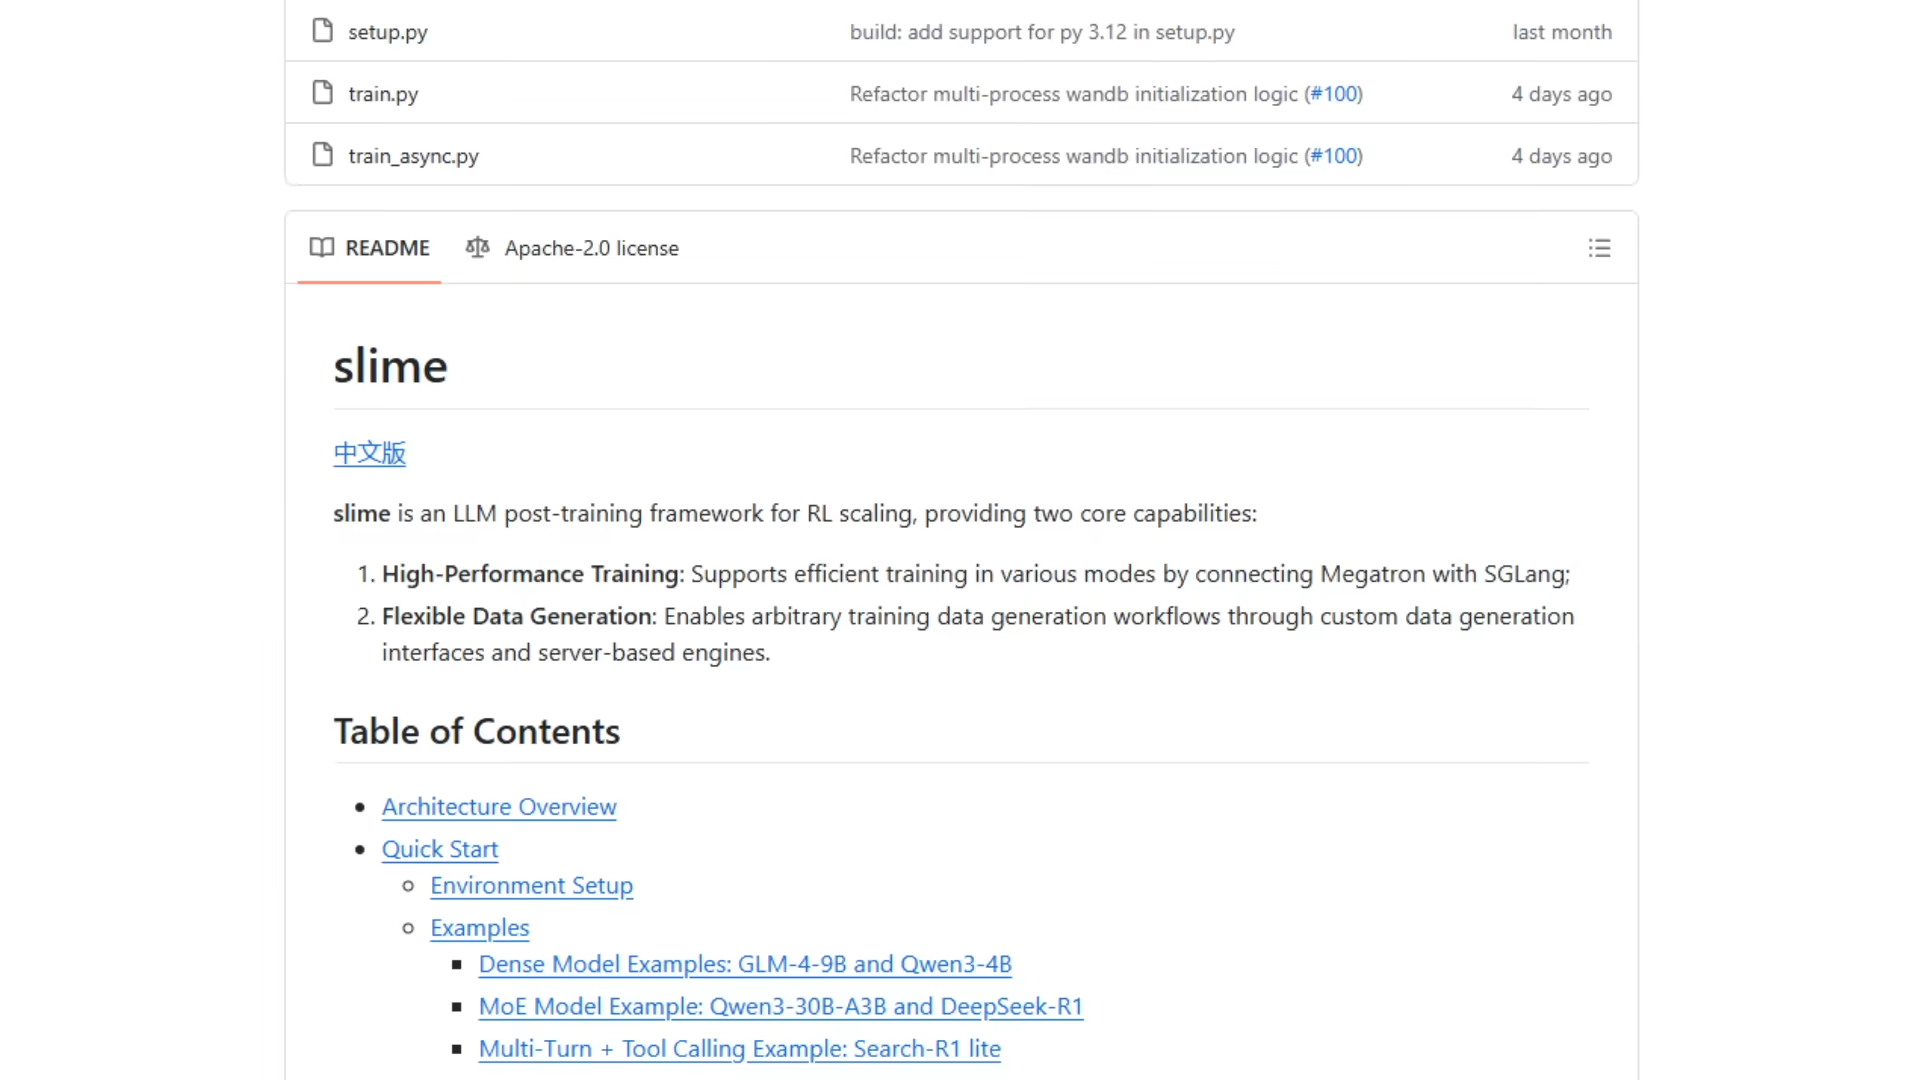 setup.py build: add support for py 3.12 in setup.py last month
train.py Refactor multi-process wandb initialization logic (#100) 4 days ago
train_async.py Refactor multi-process wandb initialization logic (#100) 4 days ago
README Apache-2.0 license
slime
中文版
slime is an LLM post-training framework for RL scaling, providing two core capabilities:
1. High-Performance Training: Supports efficient training in various modes by connecting Megatron with SGLang;
2. Flexible Data Generation: Enables arbitrary training data generation workflows through custom data generation
interfaces and server-based engines.
Table of Contents
Architecture Overview
Quick Start
Environment Setup
Examples
Dense Model Examples: GLM-4-9B and Qwen3-4B
MoE Model Example: Qwen3-30B-A3B and DeepSeek-R1
Multi-Turn + Tool Calling Example: Search-R1 lite